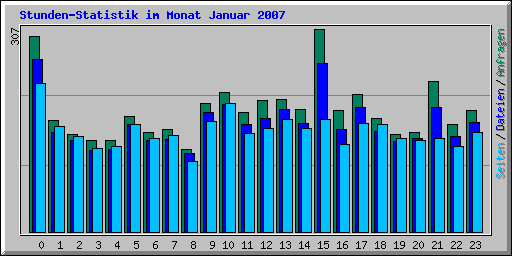 Stunden-Statistik im Monat Januar 2007
307
Seiten / Dateien / Anfragen
0 1 2 3 4 5 6 7 8 9 10 11 12 13 14 15 16 17 18 19 20 21 22 23